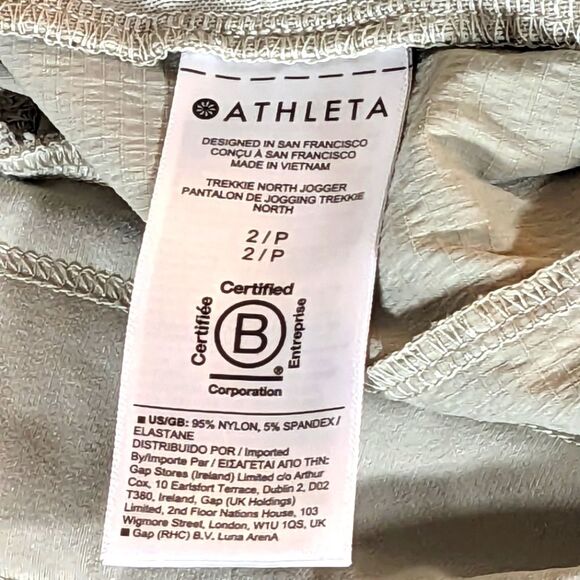 ATHLETA
DESIGNED IN SAN FRANCISCO
CONÇU À SAN FRANCISCO
MADE IN VIETNAM
TREKKIE NORTH JOGGER
PANTALON DE JOGGING TREKKIE
NORTH
2/P
2/P
Certified
Certifiée
B
Entreprise
®
Corporation
■ US/GB: 95% NYLON, 5% SPANDEX/
ELASTANE
DISTRIBUIDO POR / Imported
By/Importe Par / ΕΙΣΑΓΕΤΑΙ ΑΠΟ ΤΗΝ:
Gap Stores (Ireland) Limited c/o Arthur
Cox, 10 Earlsfort Terrace, Dublin 2, D02
T380, Ireland, Gap (UK Holdings)
Limited, 2nd Floor Nations House, 103
Wigmore Street, London, W1U 1QS, UK
■ Gap (RHC) B.V. Luna ArenA